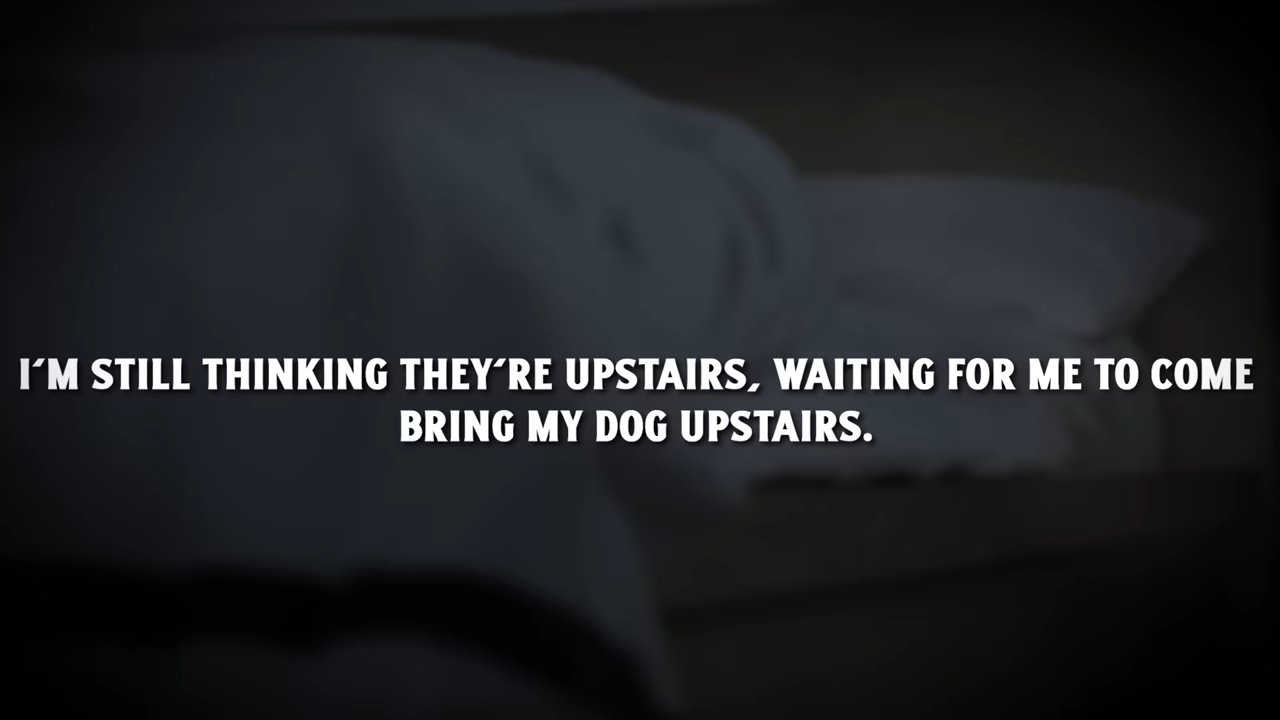 I'M STILL THINKING THEY'RE UPSTAIRS, WAITING FOR ME TO COME
BRING MY DOG UPSTAIRS.